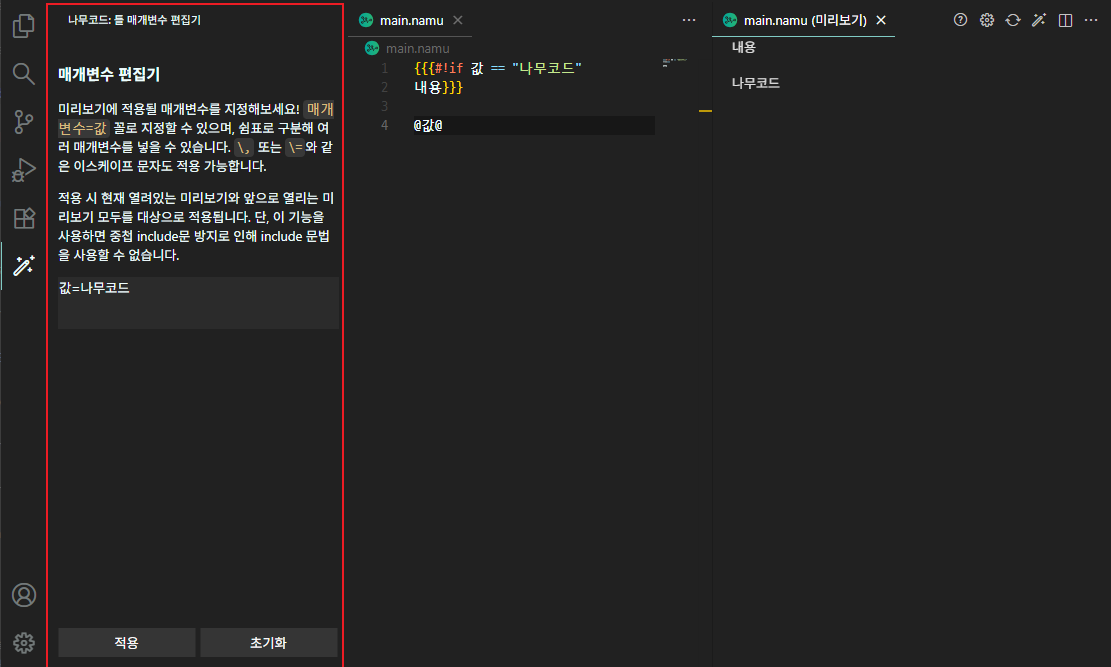 나무코드: 틀 매개변수 편집기
매개변수 편집기
미리보기에 적용될 매개변수를 지정해보세요! 매개
변수=값 꼴로 지정할 수 있으며, 쉼표로 구분해 여
러 매개변수를 넣을 수 있습니다. \, 또는 \=와 같
은 이스케이프 문자도 적용 가능합니다.
적용 시 현재 열려있는 미리보기와 앞으로 열리는 미
리보기 모두를 대상으로 적용됩니다. 단, 이 기능을
사용하면 중첩 include문 방지로 인해 include 문법
을 사용할 수 없습니다.
값=나무코드
적용
초기화
main.namu
main.namu
1 {{{#!if 값 == "나무코드"
2 내용}}}
3
4 @값@
main.namu (미리보기)
내용
나무코드